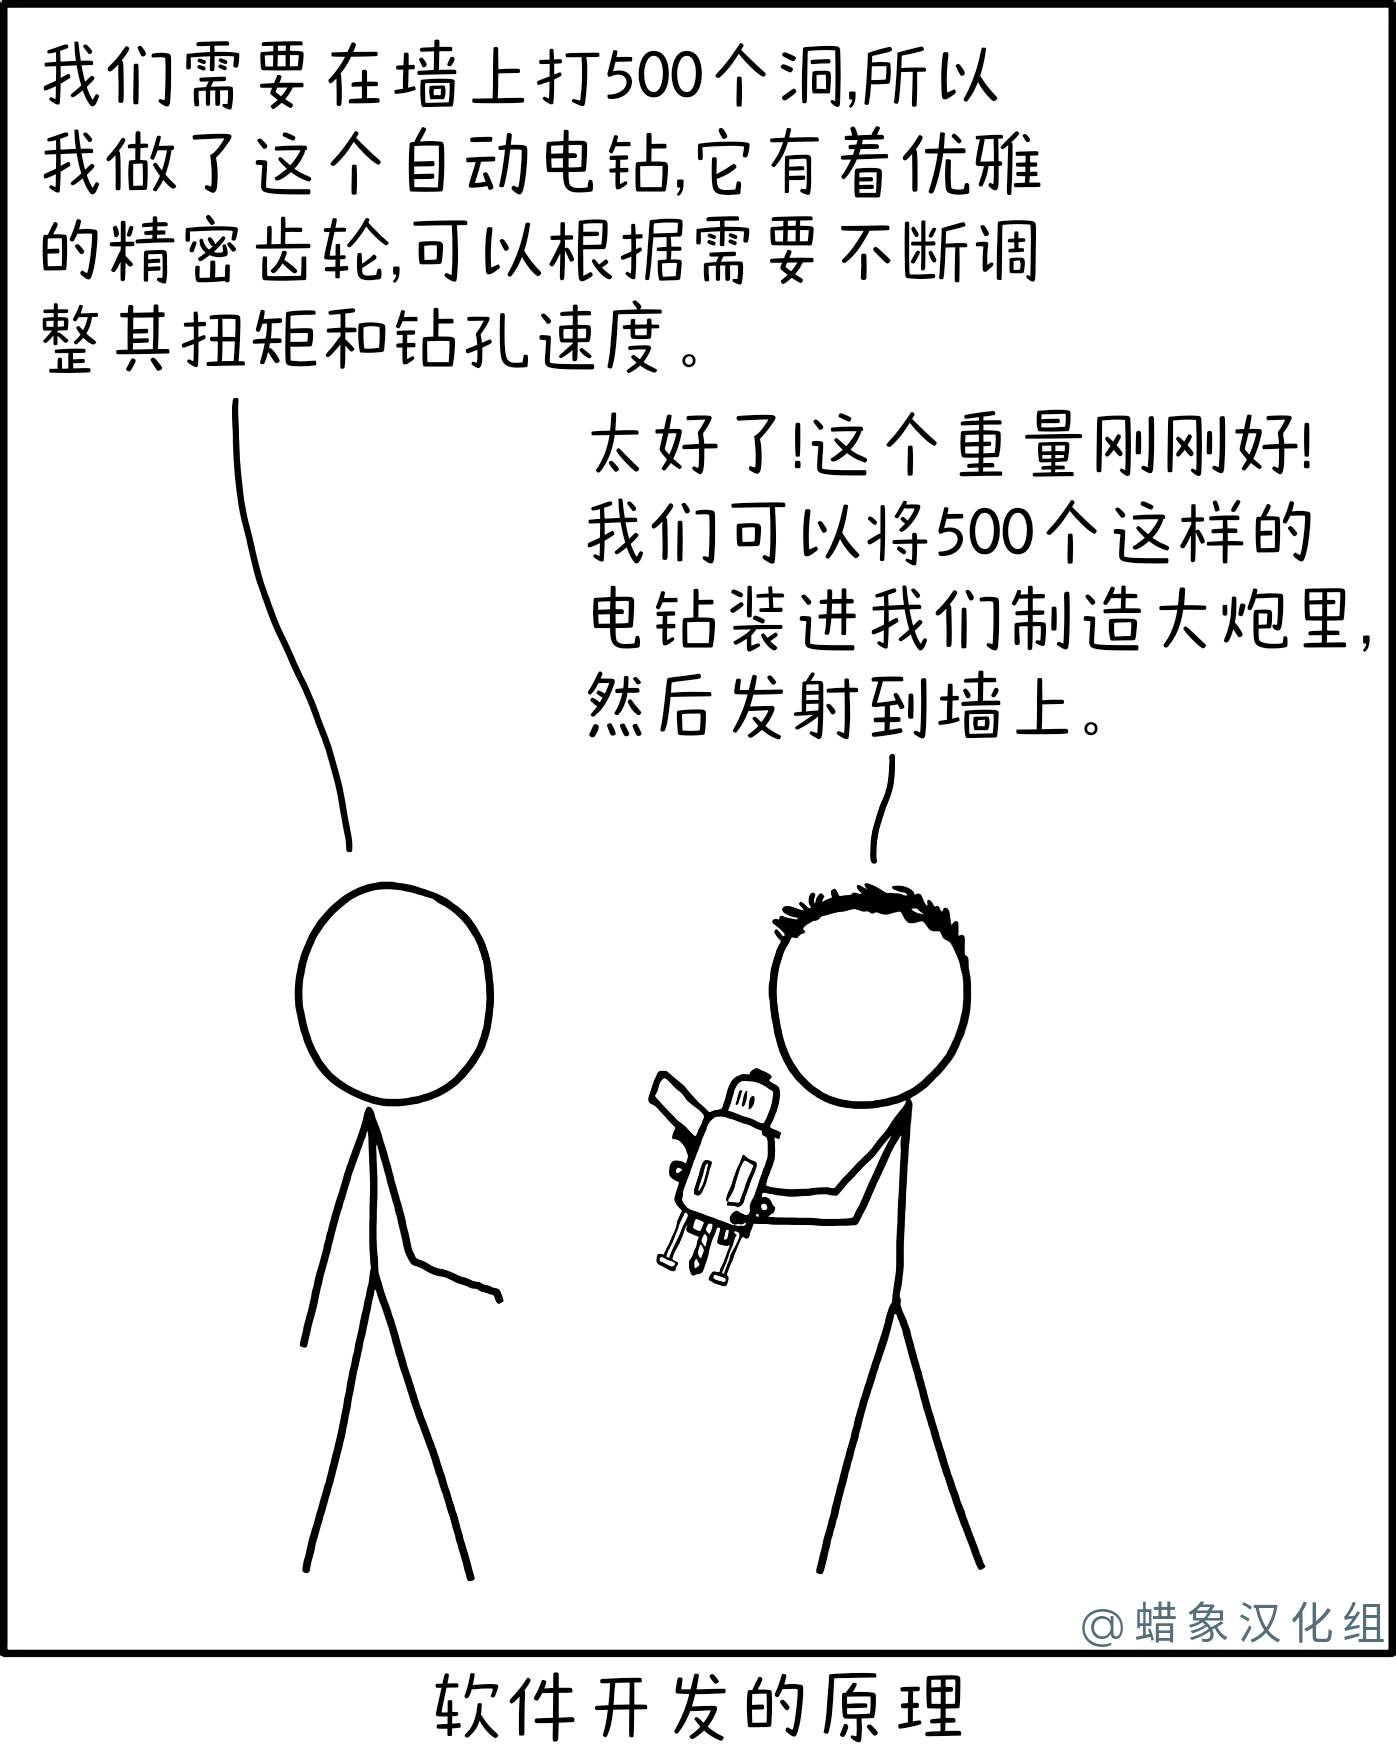 我们需要在墙上打500个洞,所以
我做了这个自动电钻,它有着优雅
的精密齿轮,可以根据需要不断调
整其扭矩和钻孔速度。
太好了!这个重量刚刚好!
我们可以将500个这样的
电钻装进我们制造大炮里,
然后发射到墙上。
@蜡象汉化组
软件开发的原理